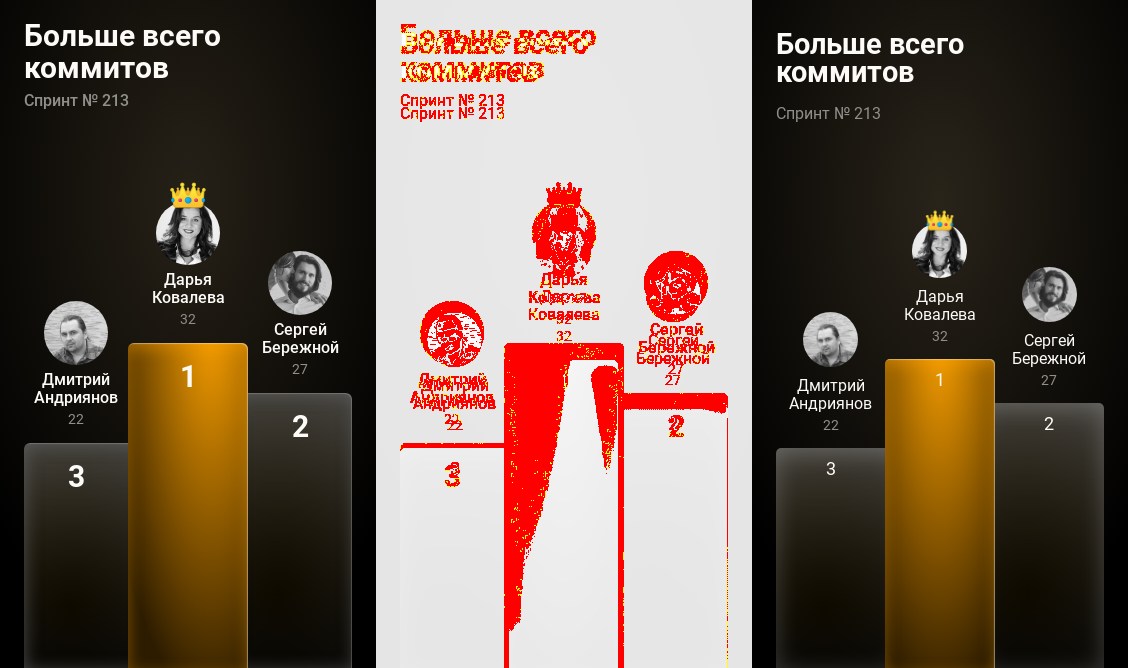 Больше всего
коммитов
Спринт № 213
Дарья
Ковалева
32
Сергей
Бережной
27
Дмитрий
Андриянов
22
1
2
3
Больше всего
коммитов
Спринт № 213
Спринт № 213
Дарья
Ковалева
32
Сергей
Бережной
27
27
Дмитрий
Андриянов
22
2
3
Больше всего
коммитов
Спринт № 213
Дарья
Ковалева
32
Сергей
Бережной
27
Дмитрий
Андриянов
22
1
2
3